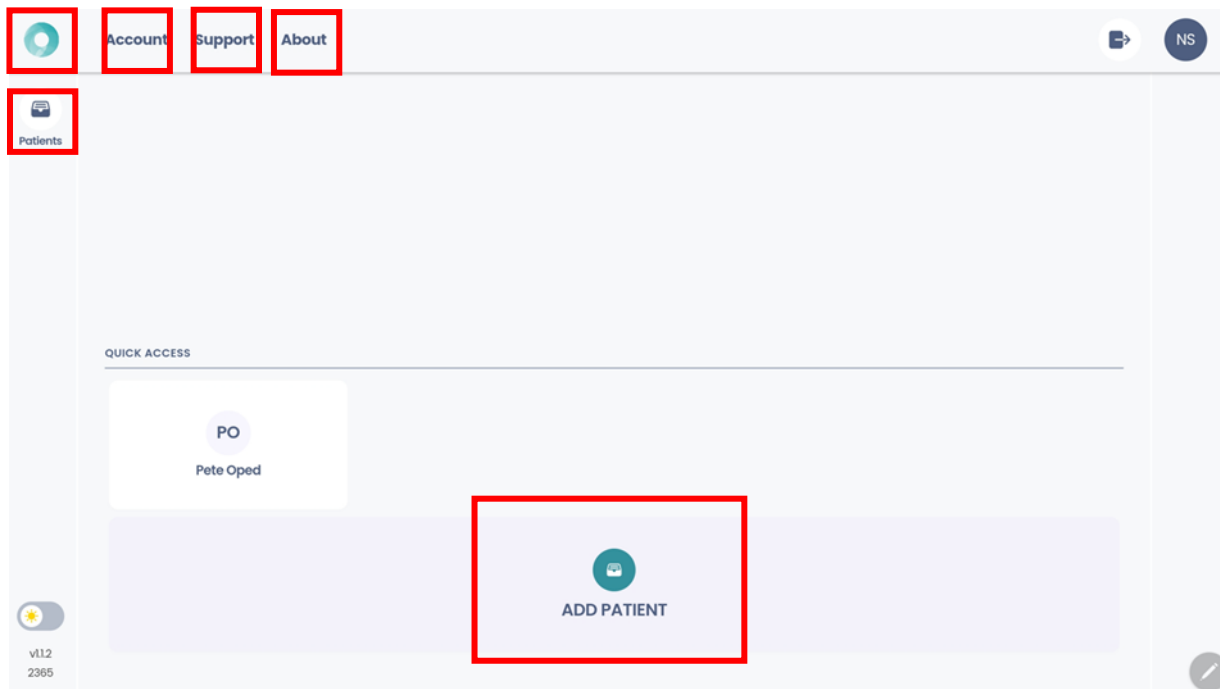 Account Support About
NS
Patients
QUICK ACCESS
PO
Pete Oped
ADD PATIENT
v1.1.2
2365